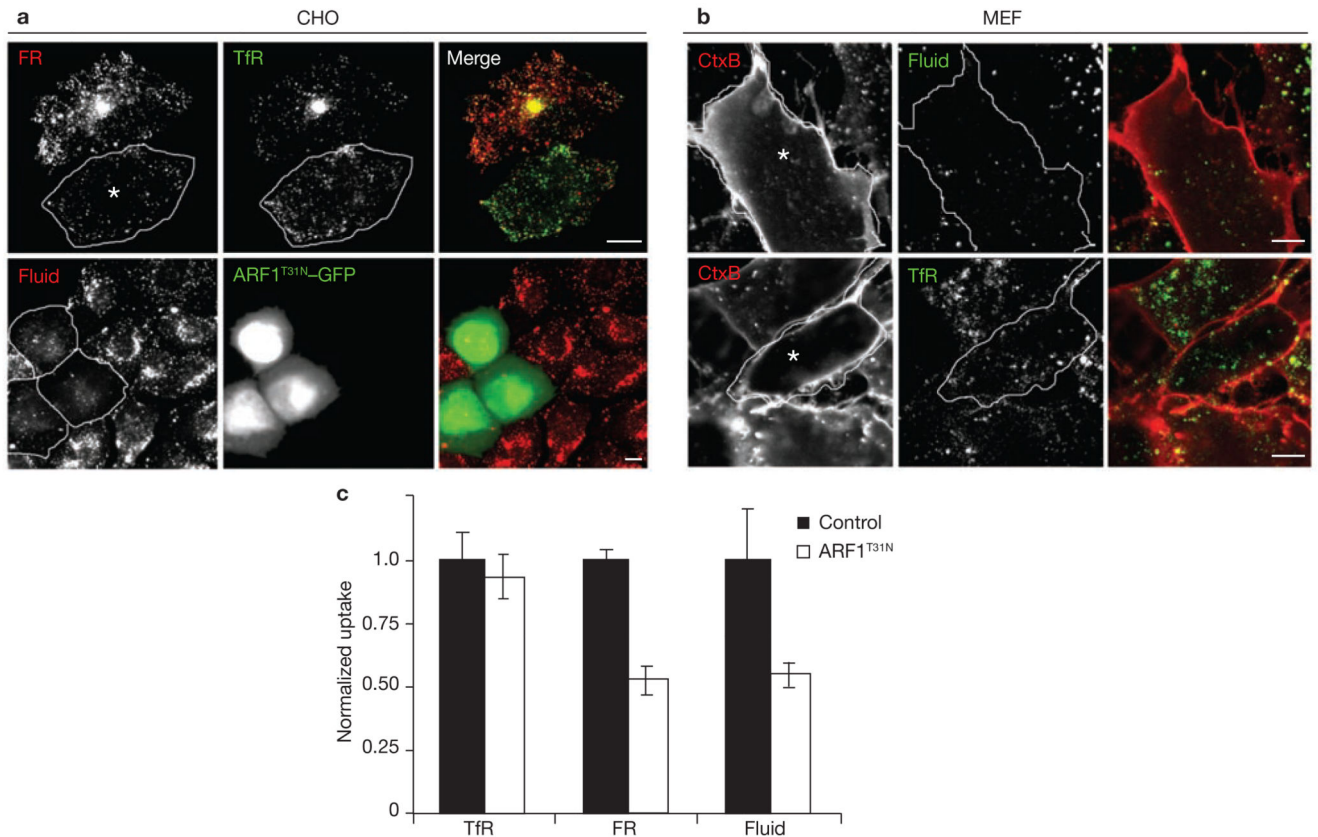 a
CHO
FR
TfR
Merge
*
Fluid
ARF1T31N–GFP
b
MEF
CtxB
Fluid
*
CtxB
TfR
*
c
Normalized uptake
1.0
0.75
0.50
0.25
0
TfR
FR
Fluid
Control
ARF1T31N